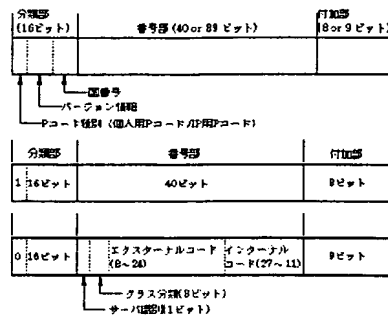 分類部
(16ビット)
番号部 (40 or 89 ビット)
付加部
(8 or 9 ビット)
国番号
バージョン情報
Pコード種別 (個人用Pコード/IP用Pコード)
分類部 番号部 付加部
1 16ビット 40ビット 8ビット
0 16ビット エクスターナルコード
(8~24) インターナル
コード(27~11) 8ビット
クラス分類(8ビット)
サーバ識別(1ビット)